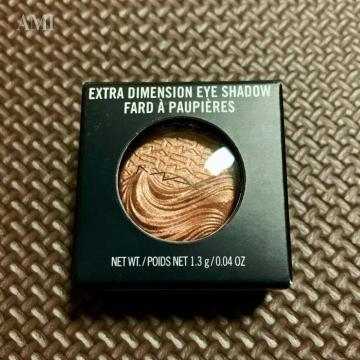 AMI
EXTRA DIMENSION EYE SHADOW
FARD À PAUPIÈRES
NET WT./POIDS NET 1.3 g/0.04 OZ